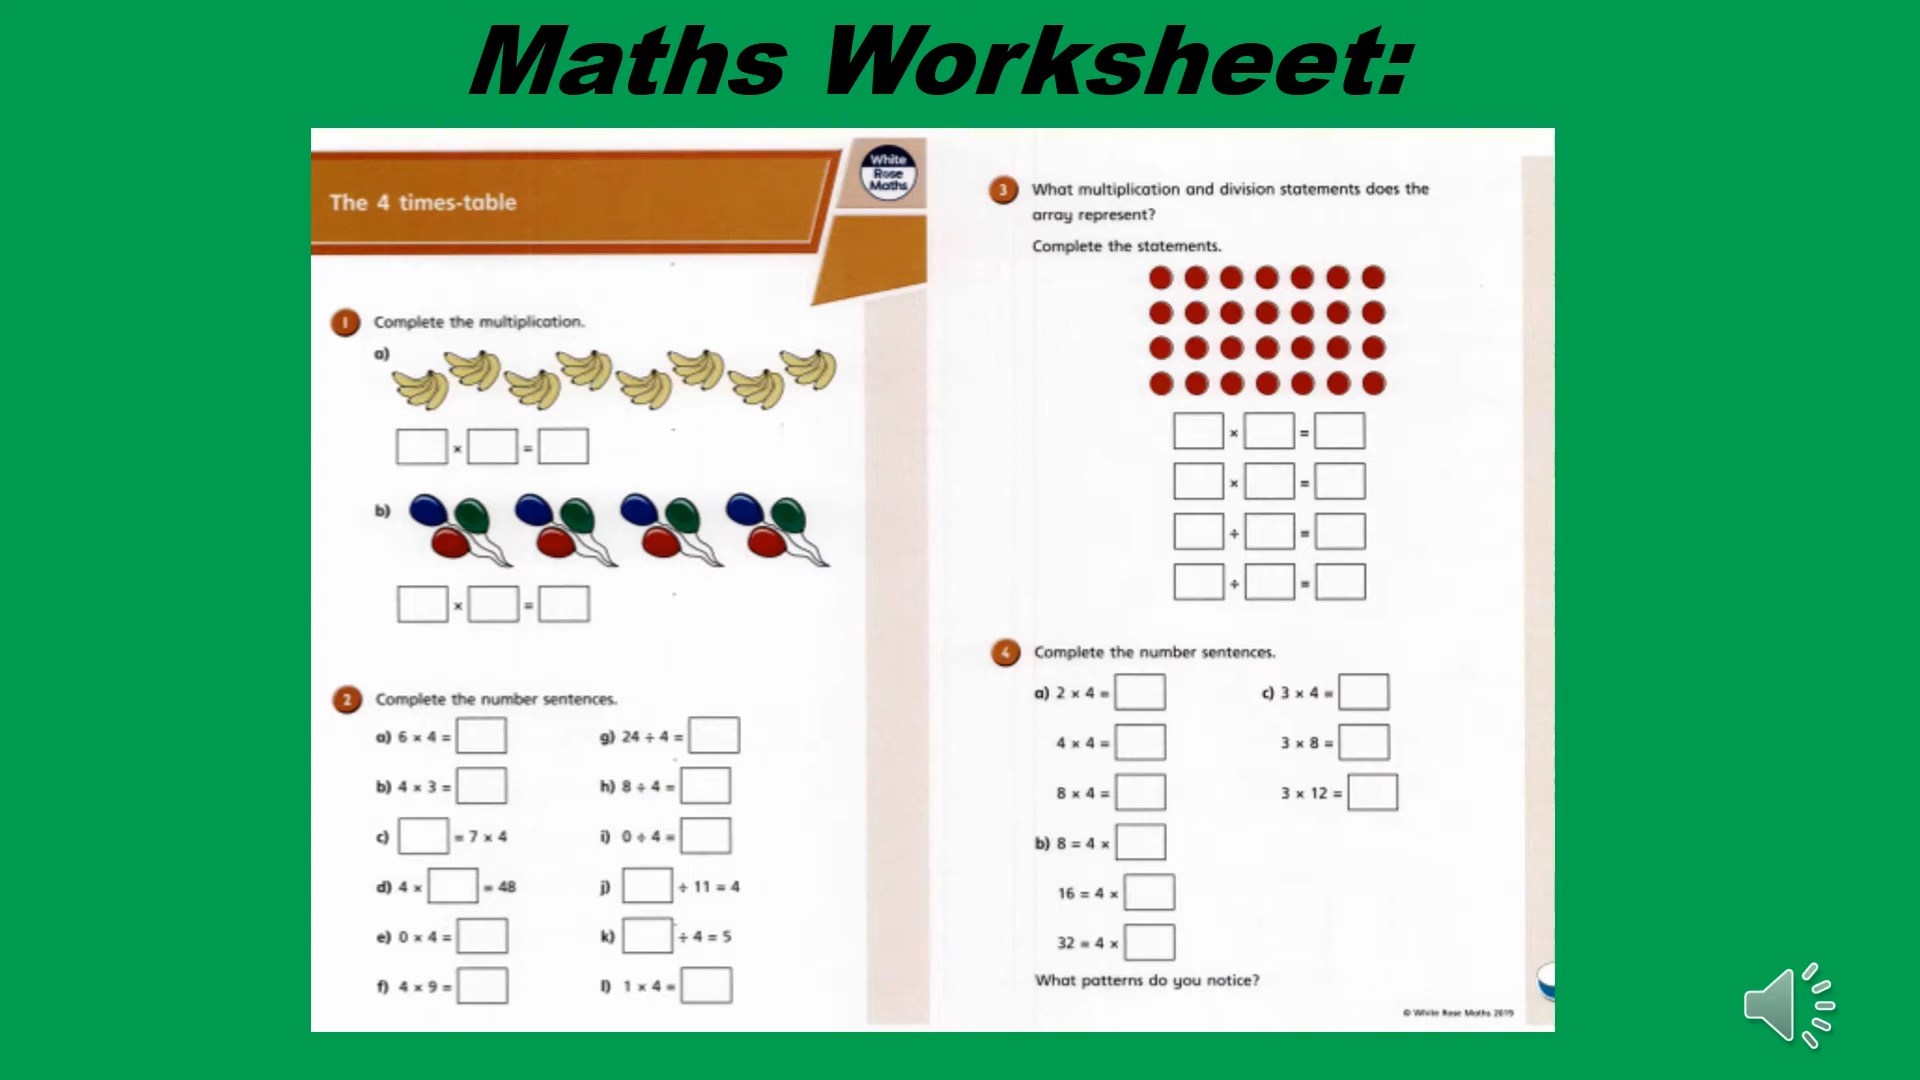 Maths Worksheet:
The 4 times-table
White
Rose
Maths
1 Complete the multiplication.
a)
× =
b)
× =
2 Complete the number sentences.
a) 6 × 4 =
b) 4 × 3 =
c) = 7 × 4
d) 4 × = 48
e) 0 × 4 =
f) 4 × 9 =
g) 24 ÷ 4 =
h) 8 ÷ 4 =
i) 0 ÷ 4 =
j) ÷ 11 = 4
k) ÷ 4 = 5
l) 1 × 4 =
3 What multiplication and division statements does the
array represent?
Complete the statements.
× =
× =
÷ =
÷ =
4 Complete the number sentences.
a) 2 × 4 =
4 × 4 =
8 × 4 =
b) 8 = 4 ×
16 = 4 ×
32 = 4 ×
c) 3 × 4 =
3 × 8 =
3 × 12 =
What patterns do you notice?
© White Rose Maths 2019